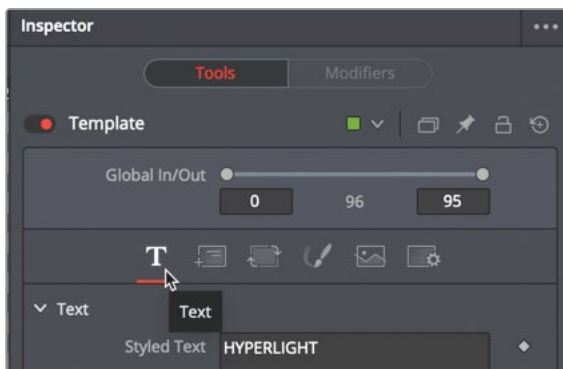 Inspector
Tools Modifiers
Template
Global In/Out
0 96 95
T
Text
Text
Styled Text HYPERLIGHT